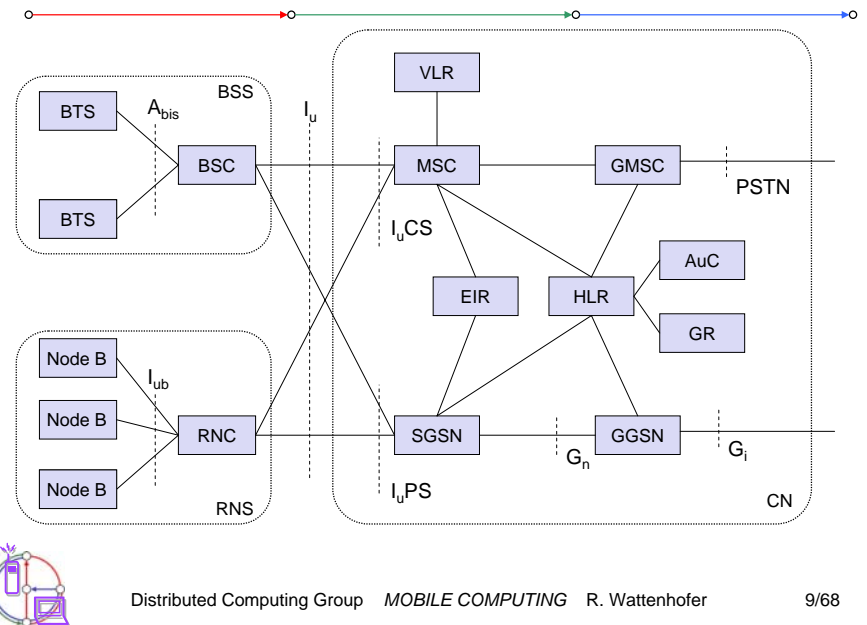 VLR
BSS
BTS
A_bis
I_u
BSC
MSC
GMSC
PSTN
BTS
I_uCS
AuC
EIR
HLR
GR
Node B
I_ub
Node B
RNC
SGSN
GGSN
G_n
G_i
Node B
I_uPS
RNS
CN
Distributed Computing Group MOBILE COMPUTING R. Wattenhofer 9/68